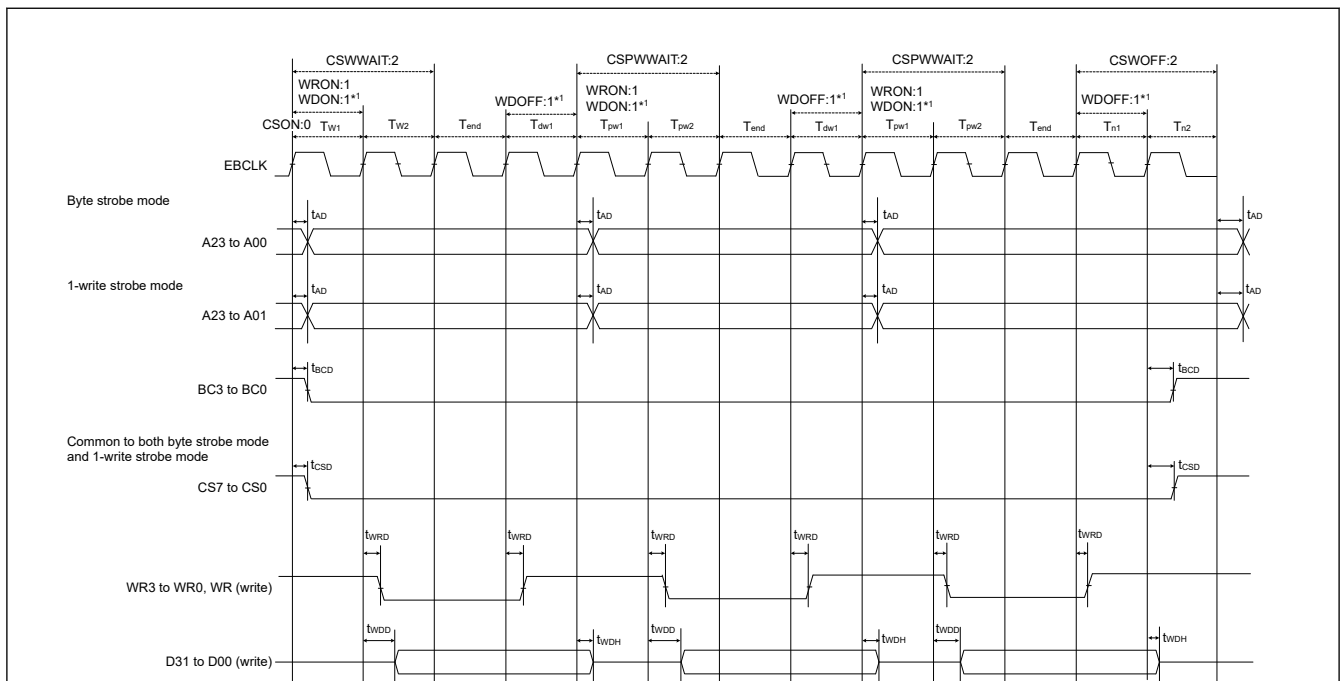 CSWWAIT:2 CSPWWAIT:2 CSPWWAIT:2 CSWOFF:2
WRON:1 WRON:1 WRON:1
WDON:1*1 WDOFF:1*1 WDON:1*1 WDOFF:1*1 WDON:1*1 WDOFF:1*1
CSON:0 TW1 TW2 Tend Tdw1 Tpw1 Tpw2 Tend Tdw1 Tpw1 Tpw2 Tend Tn1 Tn2
EBCLK
Byte strobe mode
tAD tAD tAD tAD
A23 to A00
1-write strobe mode
tAD tAD tAD tAD
A23 to A01
tBCD tBCD
BC3 to BC0
Common to both byte strobe mode
and 1-write strobe mode
tCSD tCSD
CS7 to CS0
tWRD tWRD tWRD tWRD tWRD tWRD
WR3 to WR0, WR (write)
tWDD tWDH tWDD tWDH tWDD tWDH
D31 to D00 (write)